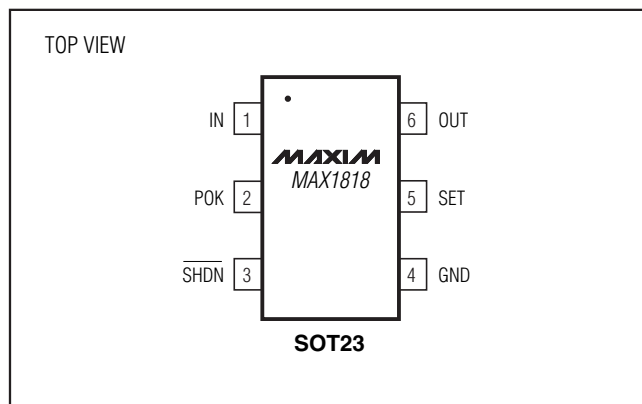 TOP VIEW
IN 1 6 OUT
MAXIM
MAX1818
POK 2 5 SET
SHDN 3 4 GND
SOT23